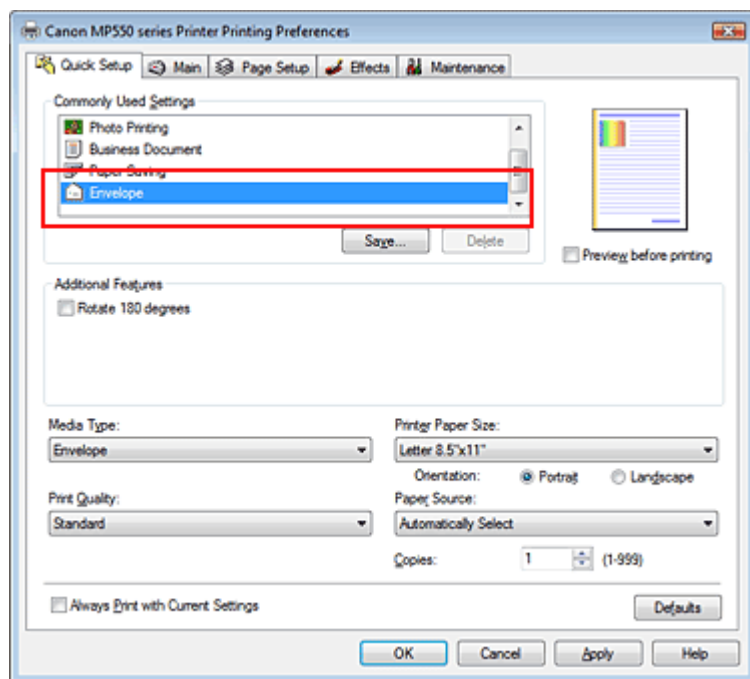 Canon MP550 series Printer Printing Preferences
Quick Setup Main Page Setup Effects Maintenance
Commonly Used Settings
Photo Printing
Business Document
Paper Saving
Envelope
Save... Delete
Preview before printing
Additional Features
Rotate 180 degrees
Media Type: Printer Paper Size:
Envelope Letter 8.5"x11"
Orientation: Portrait Landscape
Print Quality: Paper Source:
Standard Automatically Select
Copies: 1 (1-999)
Always Print with Current Settings Defaults
OK Cancel Apply Help